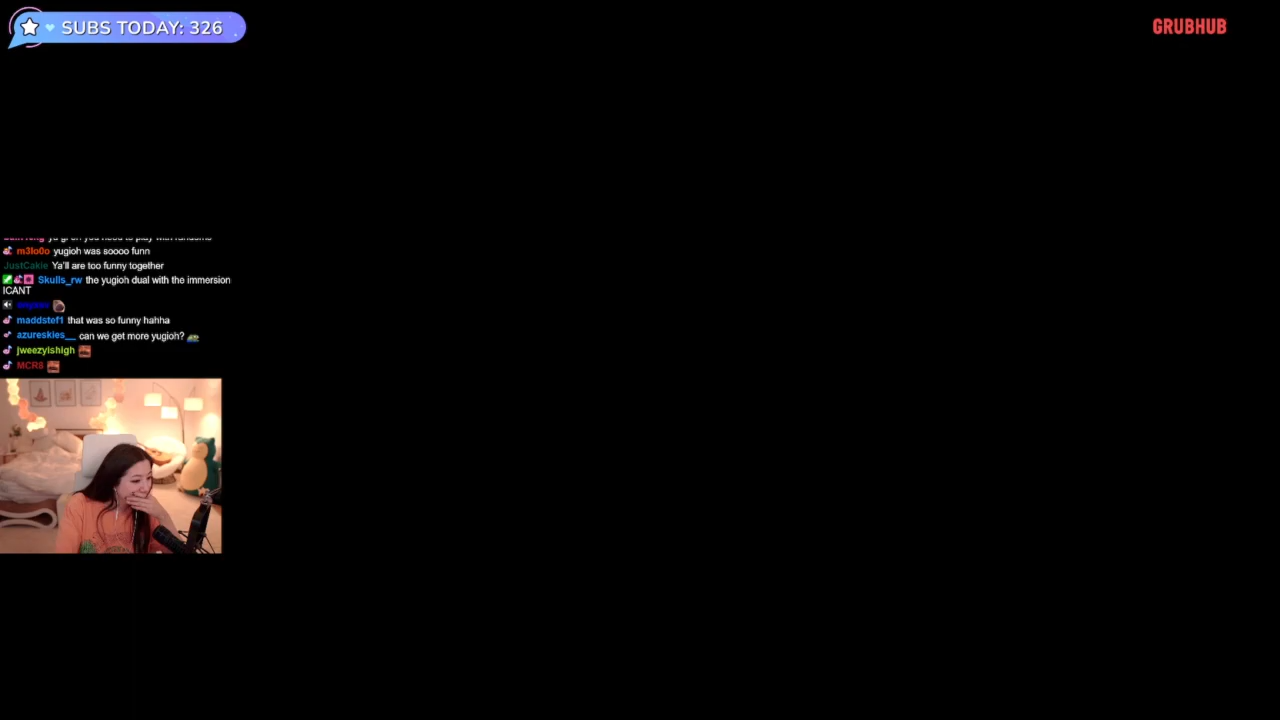 SUBS TODAY: 326
GRUBHUB
m3lo0o yugioh was soooo funn
JustCakie Ya'll are too funny together
Skulls_rw the yugioh dual with the immersion
ICANT
maddstef1 that was so funny hahha
azureskies__ can we get more yugioh?
jweezyishigh
MCR8